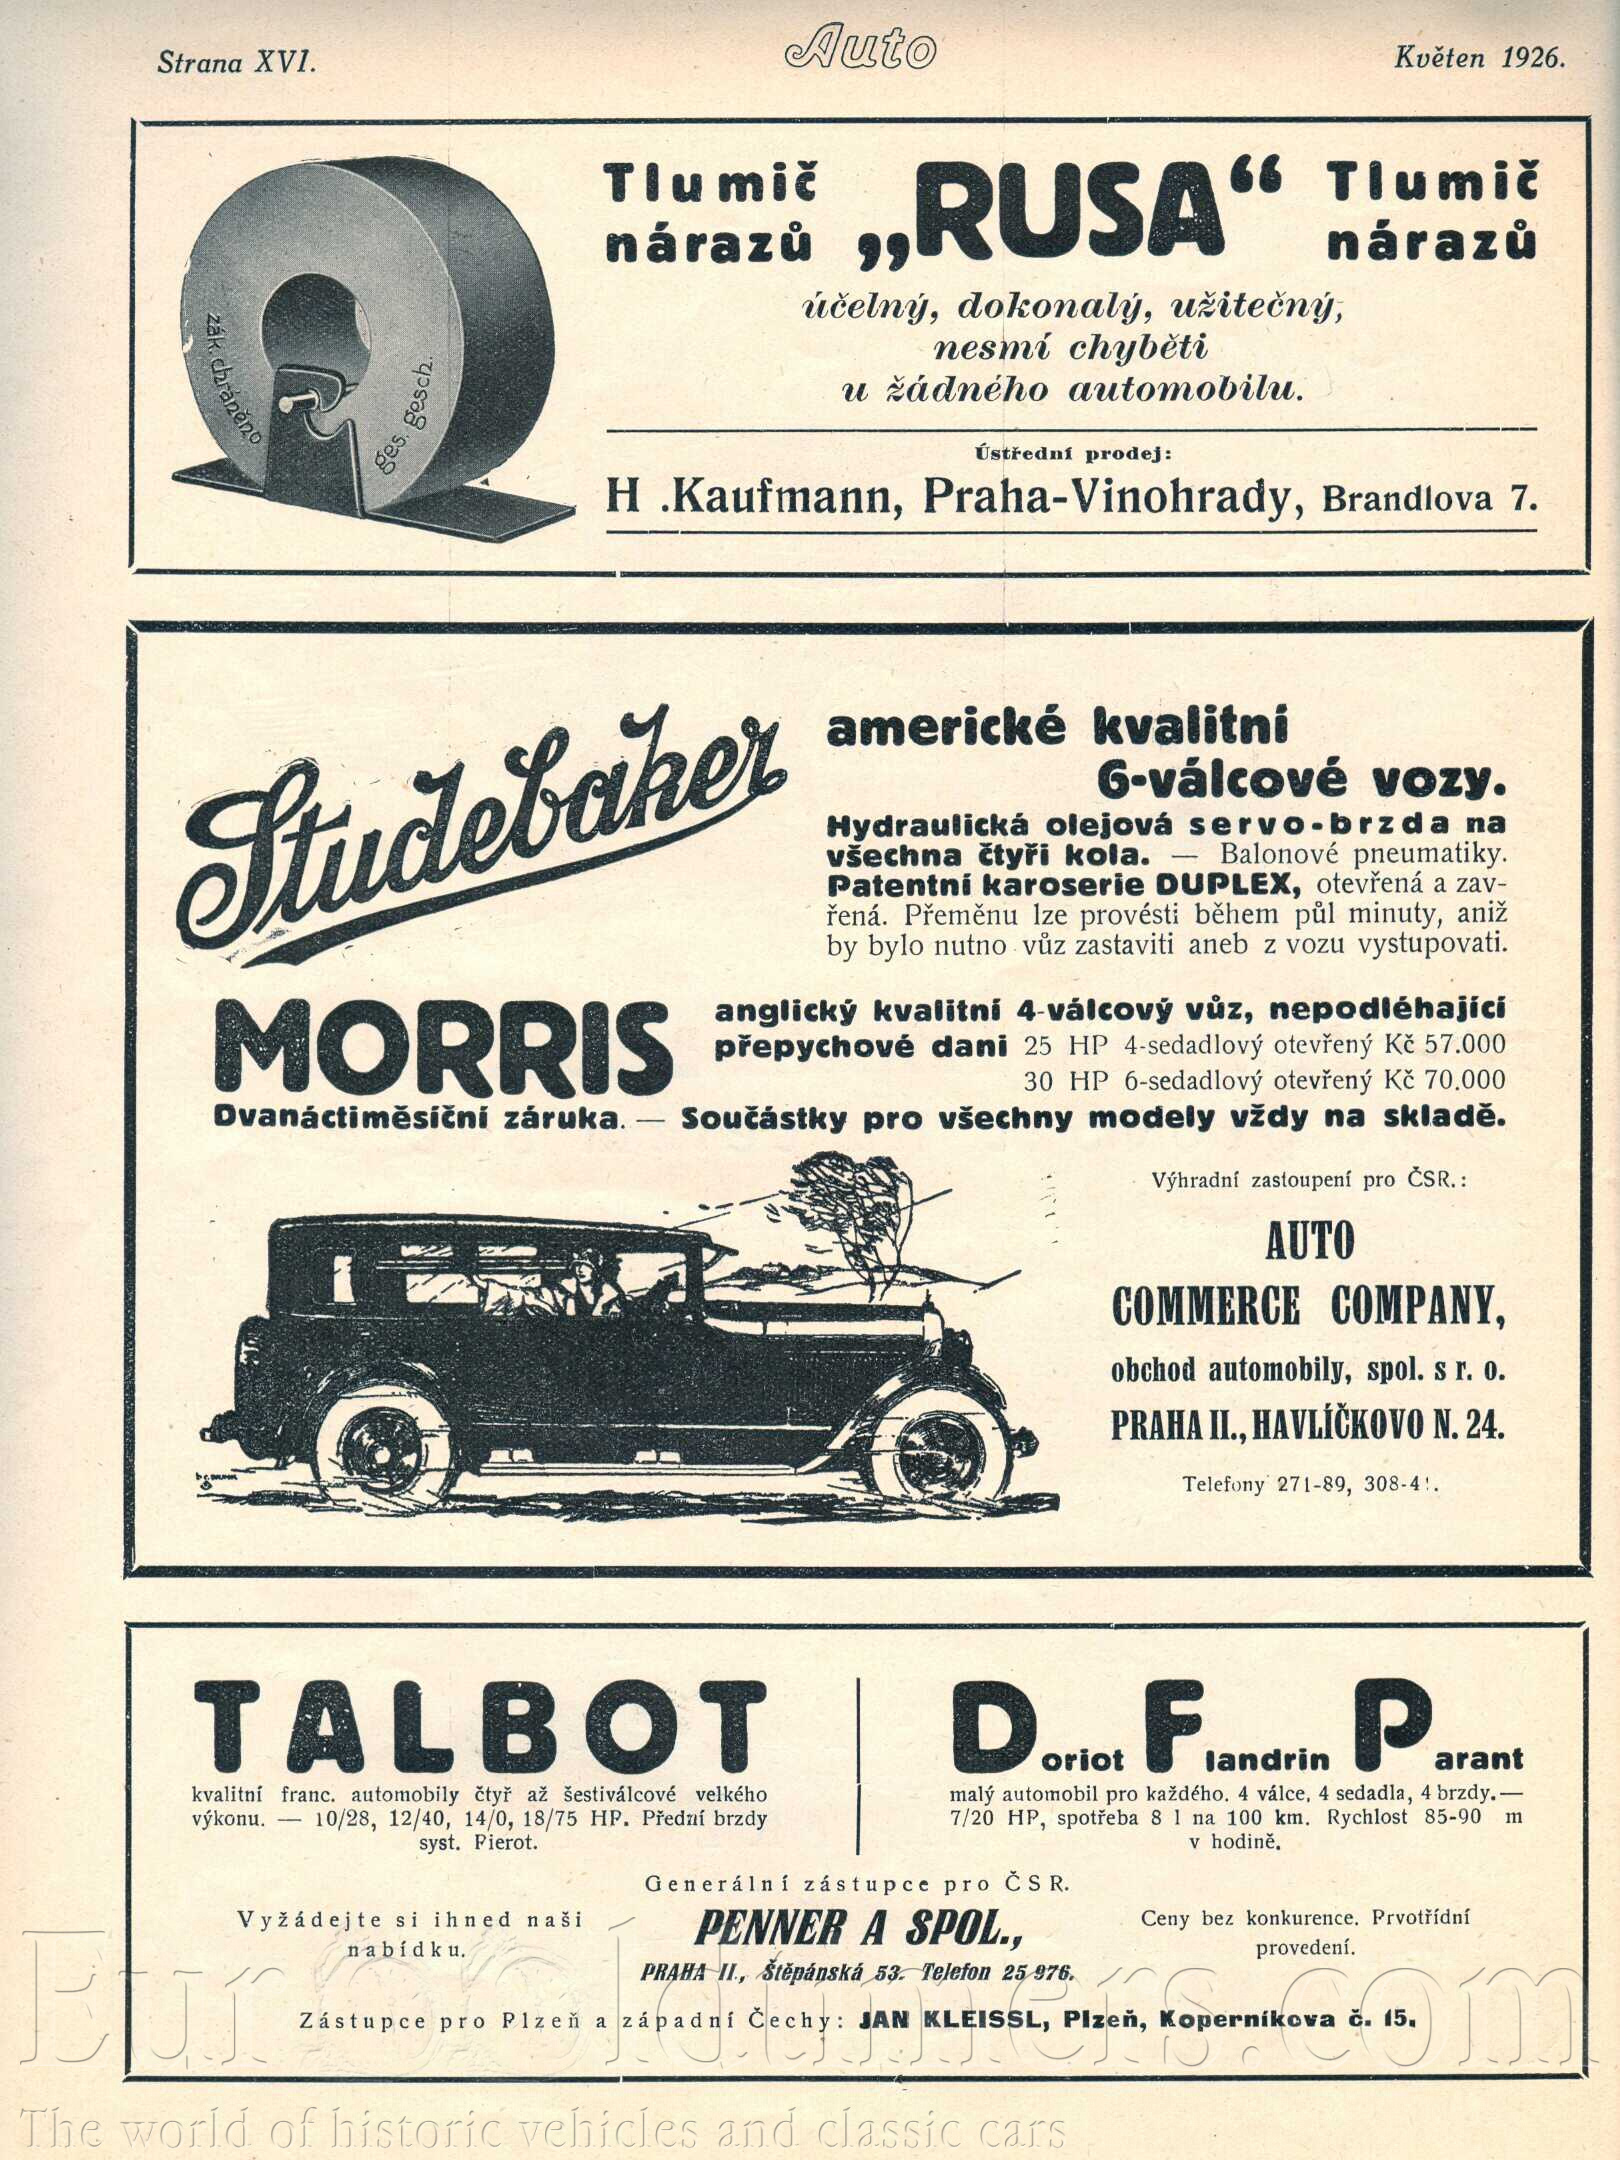 Strana XVI.
Auto
Květen 1926.
Tlumič nárazů
„RUSA“
Tlumič nárazů
účelný, dokonalý, užitečný,
nesmí chyběti
u žádného automobilu.
zák. chráněno
ges. gesch.
Ústřední prodej:
H .Kaufmann, Praha-Vinohrady, Brandlova 7.
Studebaker
americké kvalitní
6-válcové vozy.
Hydraulická olejová servo-brzda na
všechna čtyři kola. — Balonové pneumatiky.
Patentní karoserie DUPLEX, otevřená a zav-
řená. Přeměnu lze provésti během půl minuty, aniž
by bylo nutno vůz zastaviti aneb z vozu vystupovati.
MORRIS
anglický kvalitní 4-válcový vůz, nepodléhající
přepychové dani 25 HP 4-sedadlový otevřený Kč 57.000
30 HP 6-sedadlový otevřený Kč 70.000
Dvanáctiměsíční záruka. — Součástky pro všechny modely vždy na skladě.
Výhradní zastoupení pro ČSR.:
AUTO
COMMERCE COMPANY,
obchod automobily, spol. s r. o.
PRAHA II., HAVLÍČKOVO N. 24.
Telefony 271-89,
TALBOT
kvalitní franc. automobily čtyř až šestiválcové velkého
výkonu. — 10/28, 12/40, 14/0, 18/75 HP. Přední brzdy
syst. Pierot.
Doriot Flandrin Parant
malý automobil pro každého. 4 válce, 4 sedadla, 4 brzdy.—
7/20 HP, spotřeba 8 l na 100 km. Rychlost 85-90 m
v hodině.
Generální zástupce pro ČSR.
Vyžádejte si ihned naši
nabídku.
PENNER A SPOL.,
PRAHA II., Štěpánská 53. Telefon 25 976.
Ceny bez konkurence. Prvotřídní
provedení.
Zástupce pro Plzeň a západní Čechy: JAN KLEISSL, Plzeň, Koperníkova č. 15.
EuroOldtimers.com
The world of historic vehicles and classic cars